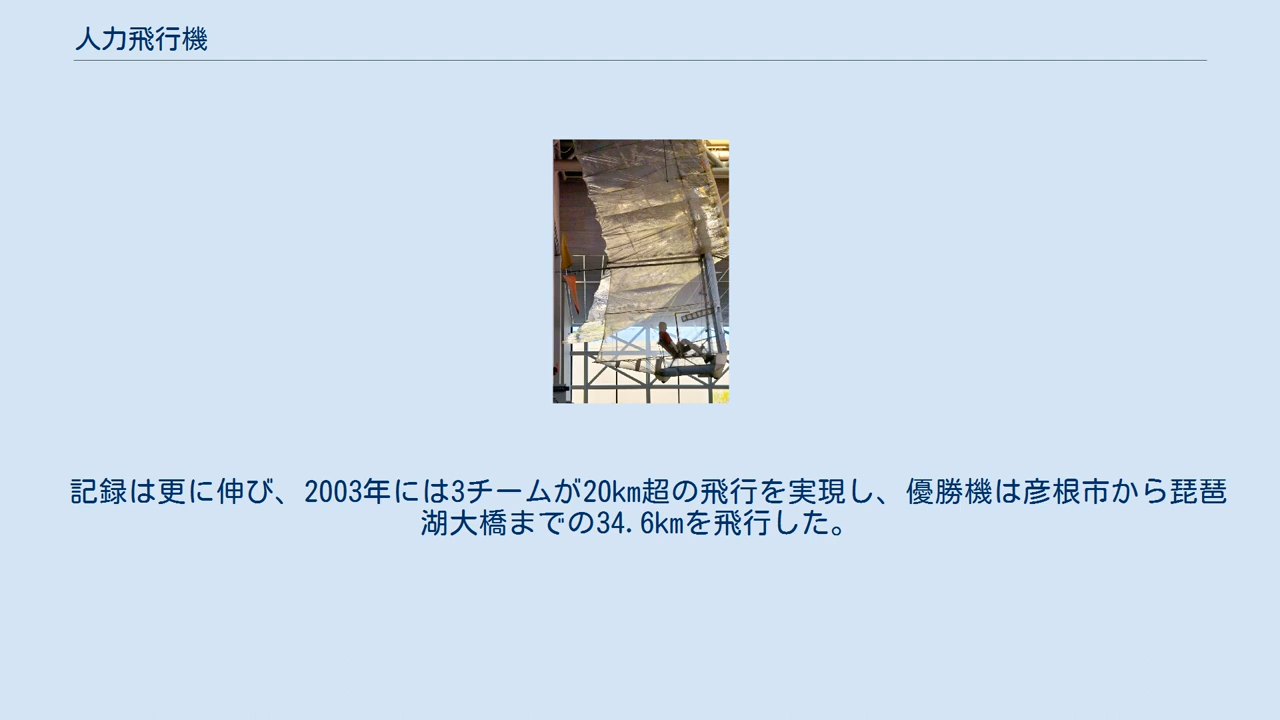 人力飛行機
記録は更に伸び、2003年には3チームが20km超の飛行を実現し、優勝機は彦根市から琵琶
湖大橋までの34.6kmを飛行した。